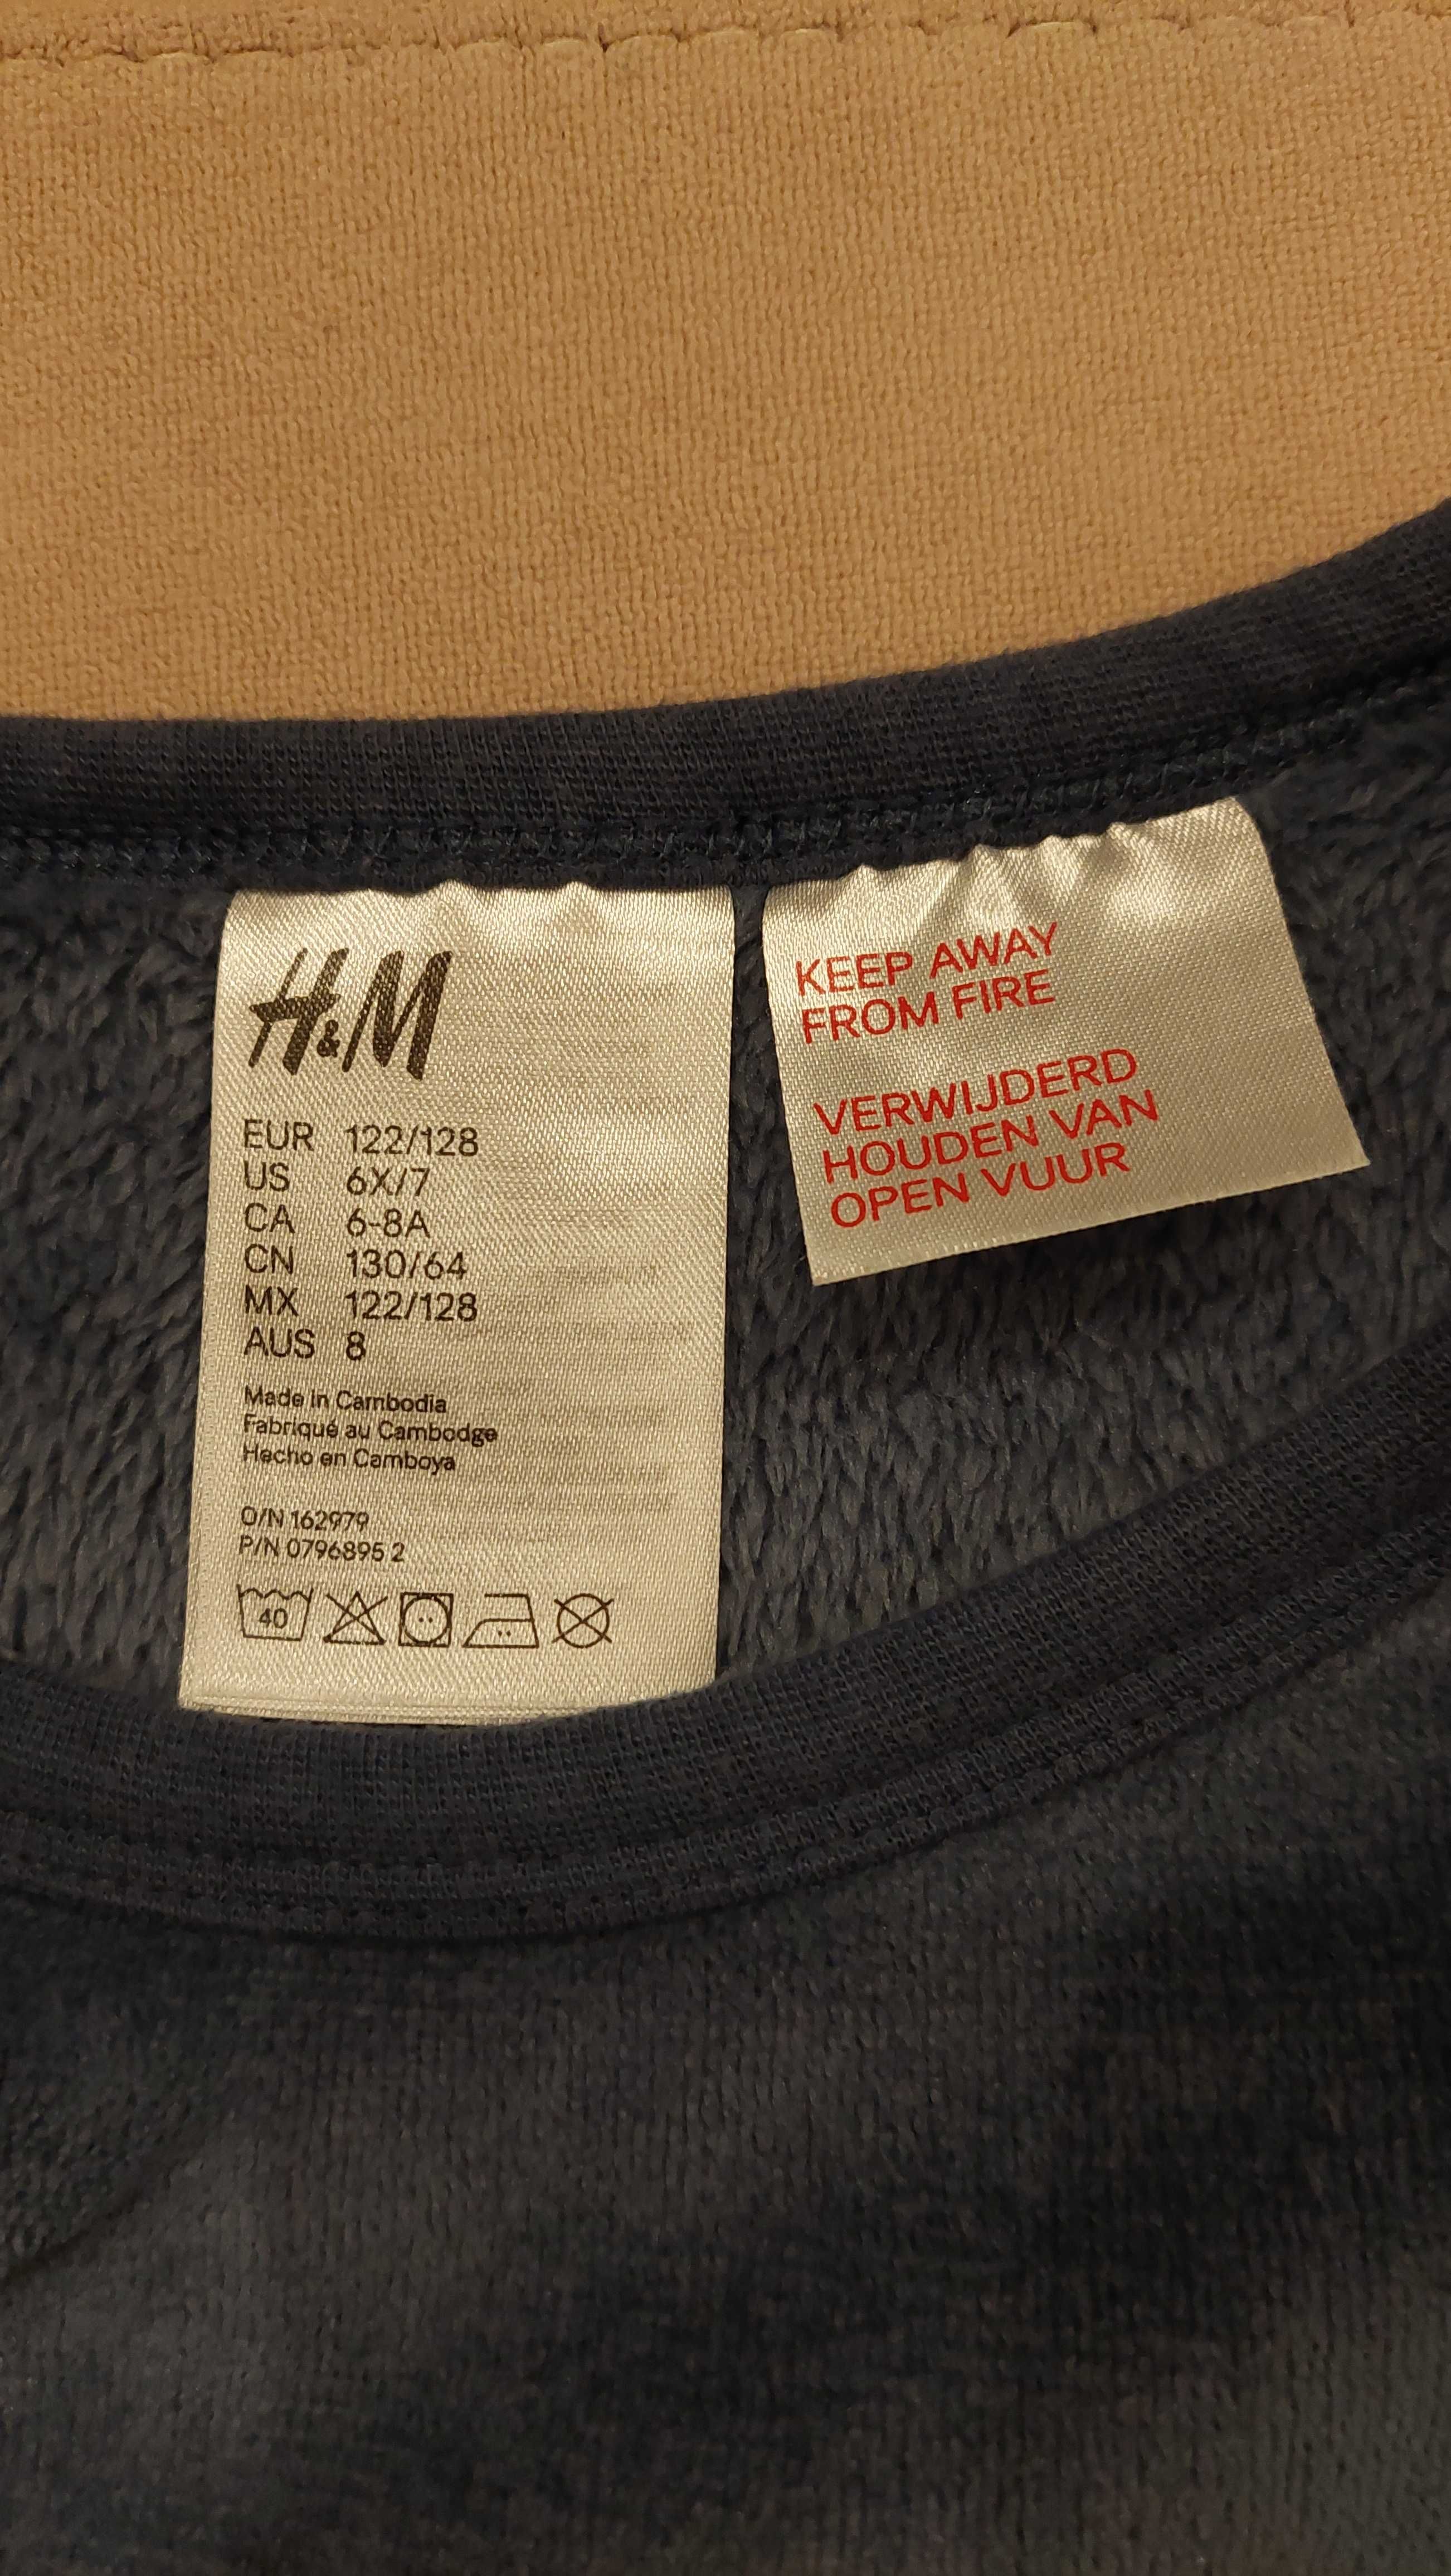 H&M
EUR 122/128
US 6X/7
CA 6-8A
CN 130/64
MX 122/128
AUS 8
Made in Cambodia
Fabriqué au Cambodge
Hecho en Camboya
O/N 162979
P/N 0796895 2
40
KEEP AWAY
FROM FIRE
VERWIJDERD
HOUDEN VAN
OPEN VUUR